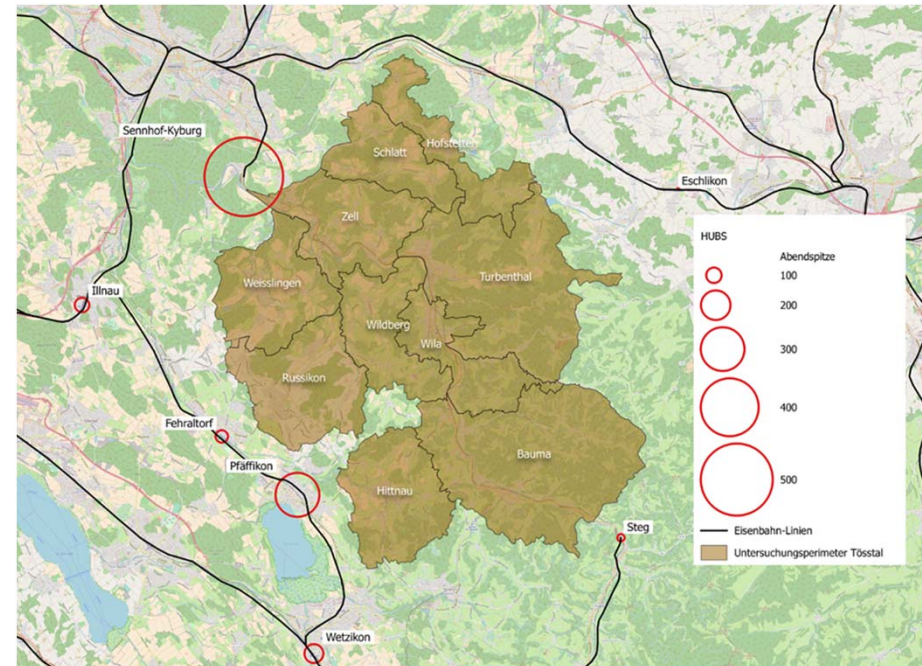 Sennhof-Kyburg
Hofstetten
Schlatt
Eschlikon
Zell
HUBS
Abendspitze
Turbenthal
100
Weisslingen
Illnau
200
Wildberg
Wila
300
Russikon
400
Fehraltorf
Bauma
Pfäffikon
500
Hittnau
Steg
Eisenbahn-Linien
Untersuchungsperimeter Tösstal
Wetzikon